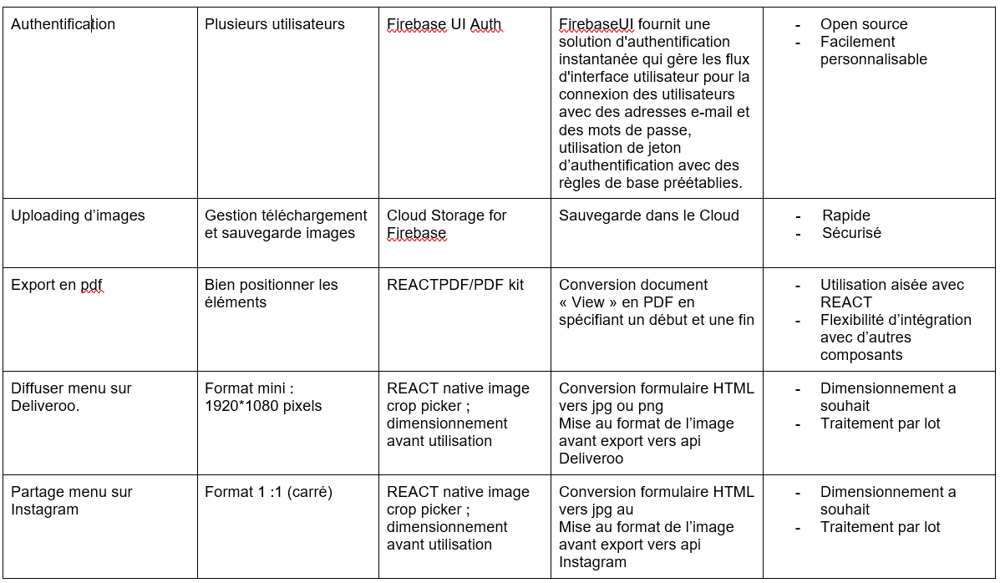 Authentification
Plusieurs utilisateurs
Firebase UI Auth
FirebaseUI fournit une
solution d'authentification
instantanée qui gère les flux
d'interface utilisateur pour la
connexion des utilisateurs
avec des adresses e-mail et
des mots de passe,
utilisation de jeton
d’authentification avec des
règles de base préétablies.
- Open source
- Facilement
personnalisable
Uploading d’images
Gestion téléchargement
et sauvegarde images
Cloud Storage for
Firebase
Sauvegarde dans le Cloud
- Rapide
- Sécurisé
Export en pdf
Bien positionner les
éléments
REACTPDF/PDF kit
Conversion document
« View » en PDF en
spécifiant un début et une fin
- Utilisation aisée avec
REACT
- Flexibilité d’intégration
avec d’autres
composants
Diffuser menu sur
Deliveroo.
Format mini :
1920*1080 pixels
REACT native image
crop picker ;
dimensionnement
avant utilisation
Conversion formulaire HTML
vers jpg ou png
Mise au format de l’image
avant export vers api
Deliveroo
- Dimensionnement a
souhait
- Traitement par lot
Partage menu sur
Instagram
Format 1 :1 (carré)
REACT native image
crop picker ;
dimensionnement
avant utilisation
Conversion formulaire HTML
vers jpg au
Mise au format de l’image
avant export vers api
Instagram
- Dimensionnement a
souhait
- Traitement par lot